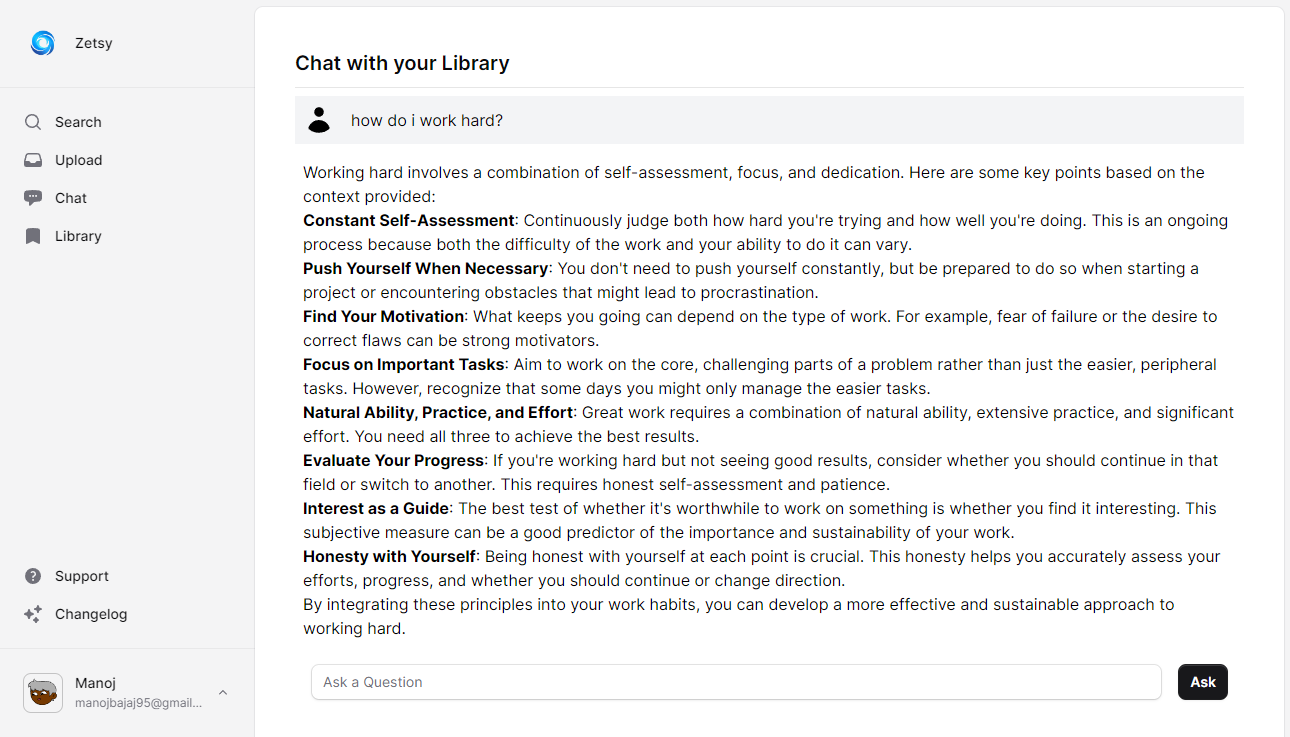 Zetsy
Search
Upload
Chat
Library
Support
Changelog
Manoj
manojbajaj95@gmail...
Chat with your Library
how do i work hard?
Working hard involves a combination of self-assessment, focus, and dedication. Here are some key points based on the
context provided:
Constant Self-Assessment: Continuously judge both how hard you're trying and how well you're doing. This is an ongoing
process because both the difficulty of the work and your ability to do it can vary.
Push Yourself When Necessary: You don't need to push yourself constantly, but be prepared to do so when starting a
project or encountering obstacles that might lead to procrastination.
Find Your Motivation: What keeps you going can depend on the type of work. For example, fear of failure or the desire to
correct flaws can be strong motivators.
Focus on Important Tasks: Aim to work on the core, challenging parts of a problem rather than just the easier, peripheral
tasks. However, recognize that some days you might only manage the easier tasks.
Natural Ability, Practice, and Effort: Great work requires a combination of natural ability, extensive practice, and significant
effort. You need all three to achieve the best results.
Evaluate Your Progress: If you're working hard but not seeing good results, consider whether you should continue in that
field or switch to another. This requires honest self-assessment and patience.
Interest as a Guide: The best test of whether it's worthwhile to work on something is whether you find it interesting. This
subjective measure can be a good predictor of the importance and sustainability of your work.
Honesty with Yourself: Being honest with yourself at each point is crucial. This honesty helps you accurately assess your
efforts, progress, and whether you should continue or change direction.
By integrating these principles into your work habits, you can develop a more effective and sustainable approach to
working hard.
Ask a Question
Ask